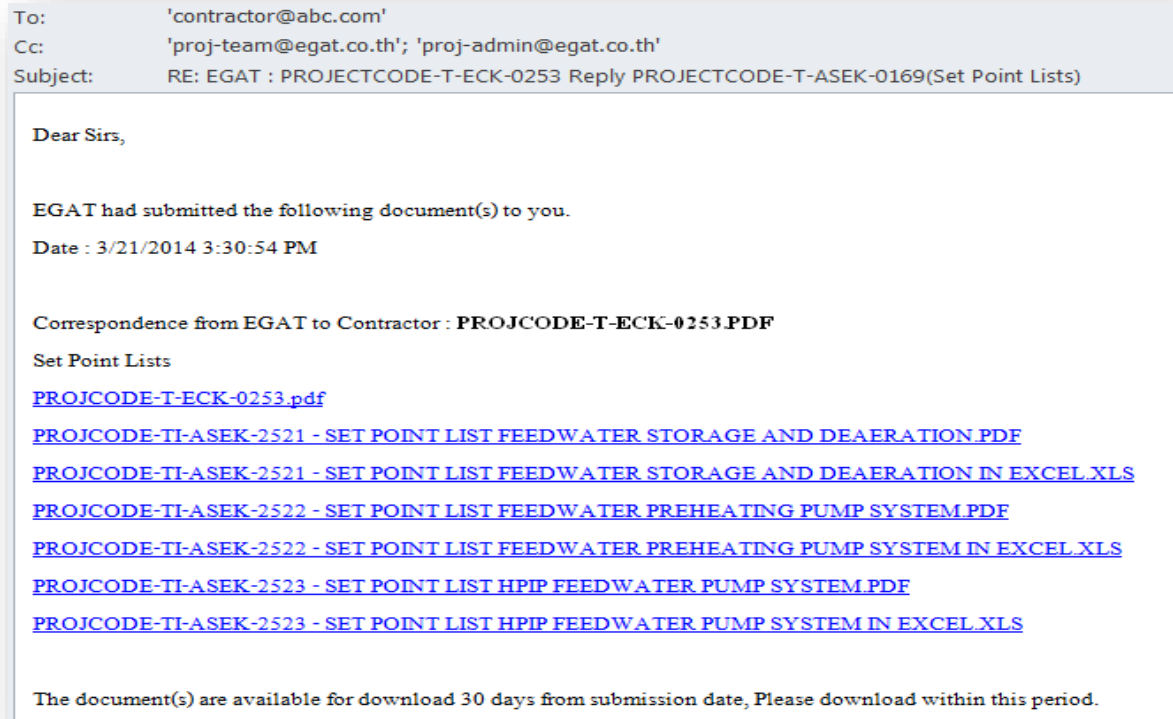 To: 'contractor@abc.com'
Cc: 'proj-team@egat.co.th'; 'proj-admin@egat.co.th'
Subject: RE: EGAT : PROJECTCODE-T-ECK-0253 Reply PROJECTCODE-T-ASEK-0169(Set Point Lists)
Dear Sirs,
EGAT had submitted the following document(s) to you.
Date : 3/21/2014 3:30:54 PM
Correspondence from EGAT to Contractor : PROJCODE-T-ECK-0253.PDF
Set Point Lists
PROJCODE-T-ECK-0253.pdf
PROJCODE-TI-ASEK-2521 - SET POINT LIST FEEDWATER STORAGE AND DEAERATION.PDF
PROJCODE-TI-ASEK-2521 - SET POINT LIST FEEDWATER STORAGE AND DEAERATION IN EXCEL.XLS
PROJCODE-TI-ASEK-2522 - SET POINT LIST FEEDWATER PREHEATING PUMP SYSTEM.PDF
PROJCODE-TI-ASEK-2522 - SET POINT LIST FEEDWATER PREHEATING PUMP SYSTEM IN EXCEL.XLS
PROJCODE-TI-ASEK-2523 - SET POINT LIST HPIP FEEDWATER PUMP SYSTEM.PDF
PROJCODE-TI-ASEK-2523 - SET POINT LIST HPIP FEEDWATER PUMP SYSTEM IN EXCEL.XLS
The document(s) are available for download 30 days from submission date, Please download within this period.